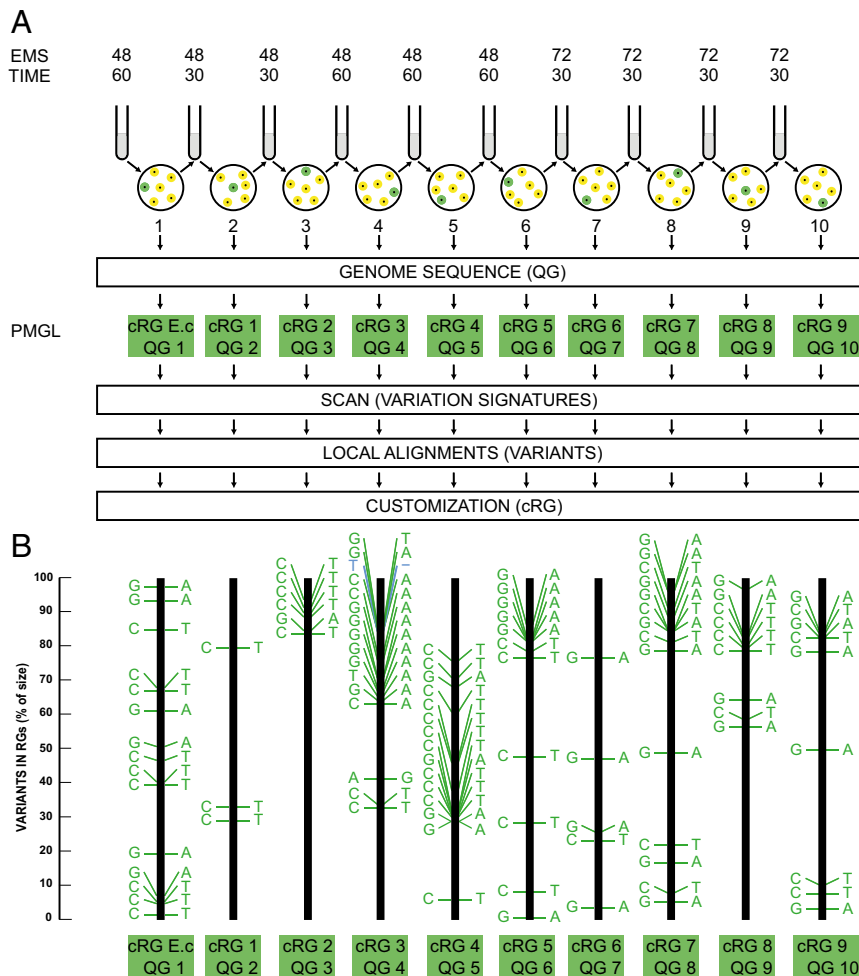 A
EMS 48 48 48 48 48 48 72 72 72 72
TIME 60 30 30 60 60 60 30 30 30 30
1 2 3 4 5 6 7 8 9 10
GENOME SEQUENCE (QG)
PMGL
cRG E.c cRG 1 cRG 2 cRG 3 cRG 4 cRG 5 cRG 6 cRG 7 cRG 8 cRG 9
QG 1 QG 2 QG 3 QG 4 QG 5 QG 6 QG 7 QG 8 QG 9 QG 10
SCAN (VARIATION SIGNATURES)
LOCAL ALIGNMENTS (VARIANTS)
CUSTOMIZATION (cRG)
B
VARIANTS IN RGs (% of size)
100
90
80
70
60
50
40
30
20
10
0
G A
G A
C T
C T
C T
G A
G A
C T
C T
C T
G A
G A
C T
C T
C T
C T
C T
C T
C T
C T
C T
C T
G A
C T
G T
G A
T –
C A
C A
G A
G A
G A
G A
G A
T A
G A
C A
A G
C T
C T
C T
C T
G A
C T
C T
C T
C T
C T
G A
C T
C T
C T
G A
G A
C T
G A
G A
G A
G A
G A
C T
C T
C T
C T
C T
G A
G A
G A
G A
C T
G A
G A
G A
C T
G A
G A
C T
G A
C T
G A
G A
C T
G A
C T
G A
G A
C T
C T
C T
C T
C T
G A
C T
G A
G A
G A
G A
C T
C T
G A
cRG E.c cRG 1 cRG 2 cRG 3 cRG 4 cRG 5 cRG 6 cRG 7 cRG 8 cRG 9
QG 1 QG 2 QG 3 QG 4 QG 5 QG 6 QG 7 QG 8 QG 9 QG 10